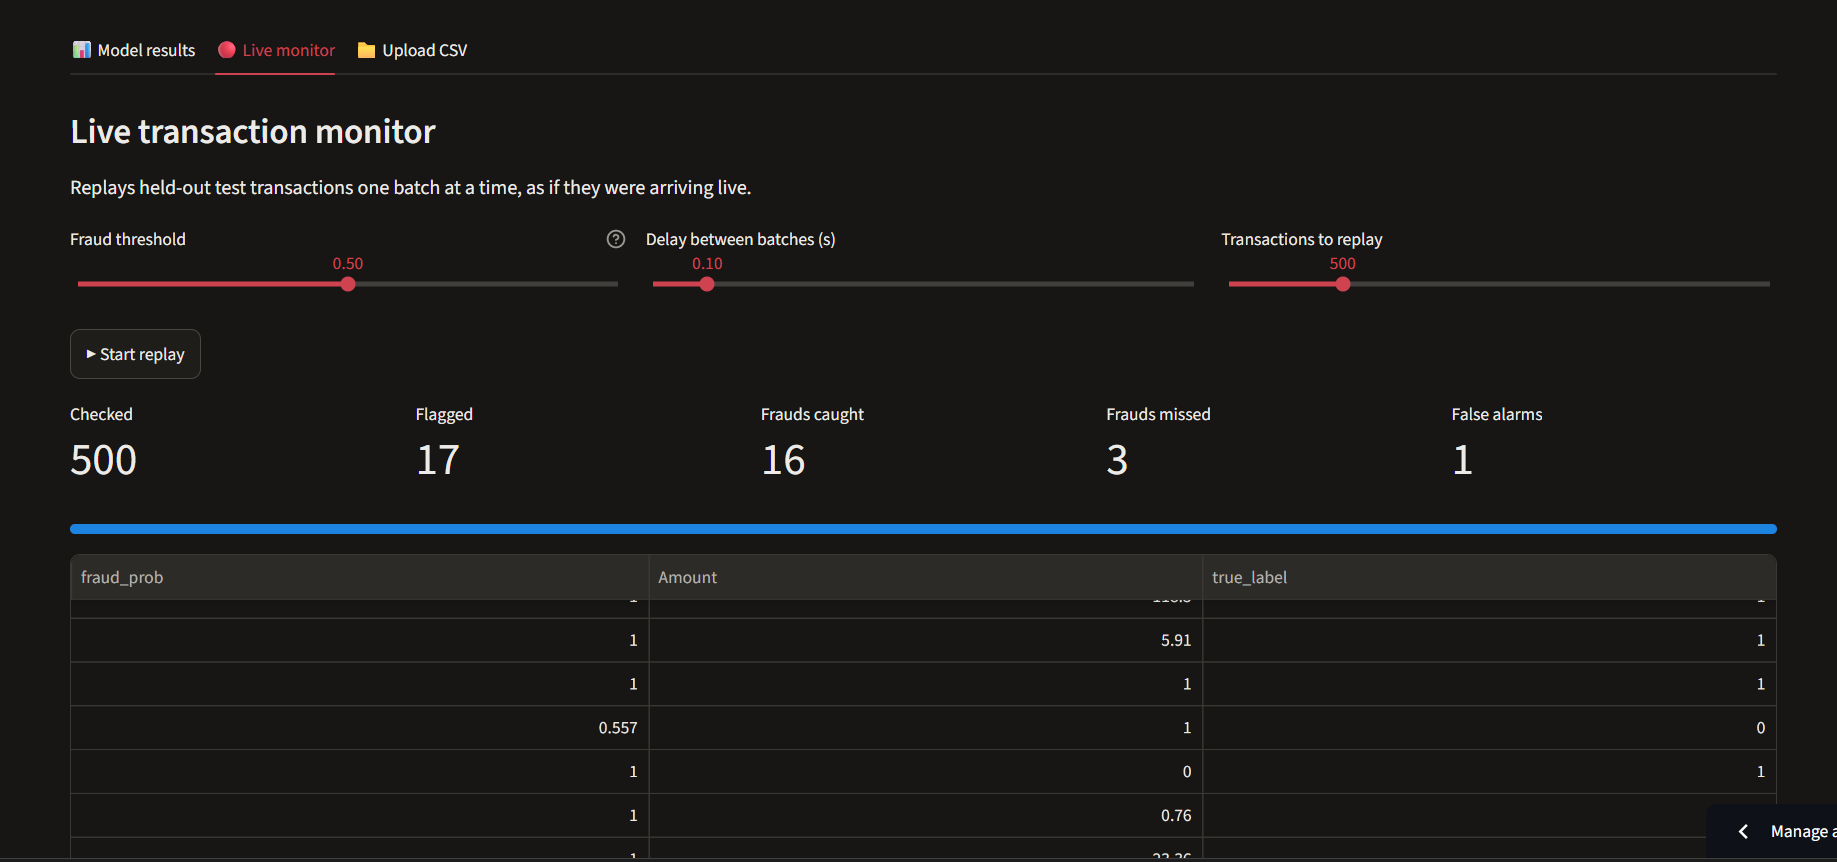 📊 Model results 🔴 Live monitor 📁 Upload CSV
Live transaction monitor
Replays held-out test transactions one batch at a time, as if they were arriving live.
Fraud threshold Delay between batches (s) Transactions to replay
0.50 0.10 500
▶ Start replay
Checked Flagged Frauds caught Frauds missed False alarms
500 17 16 3 1
fraud_prob Amount true_label
1 5.91 1
1 1 1
0.557 1 0
1 0 1
1 0.76
Manage